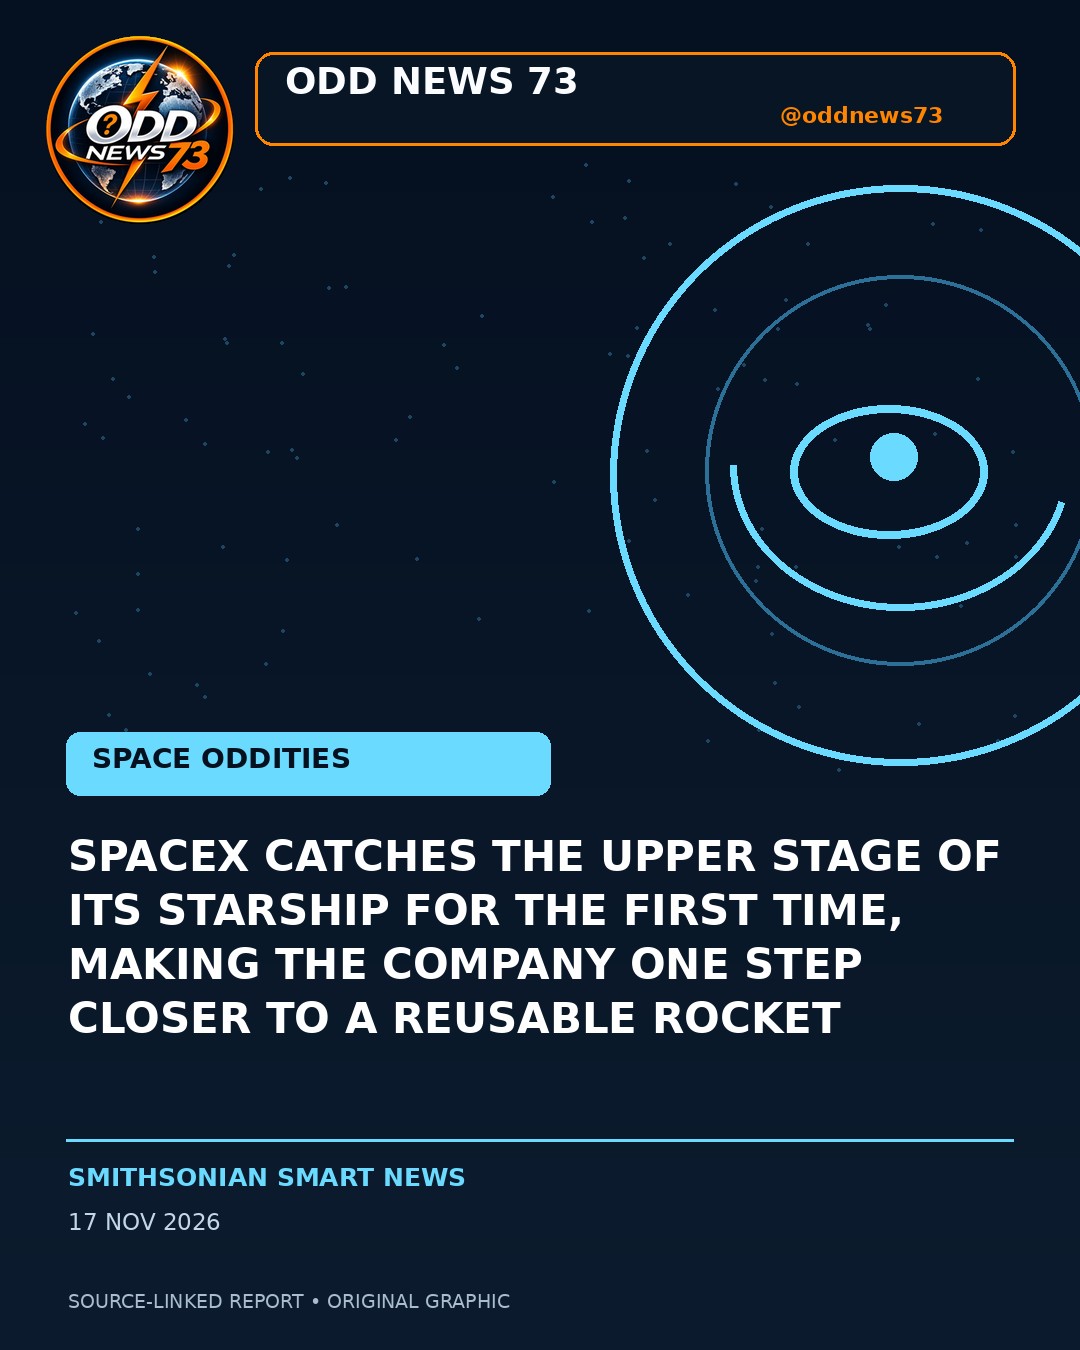 ODD
NEWS 73
ODD NEWS 73
@oddnews73
SPACE ODDITIES
SPACEX CATCHES THE UPPER STAGE OF
ITS STARSHIP FOR THE FIRST TIME,
MAKING THE COMPANY ONE STEP
CLOSER TO A REUSABLE ROCKET
SMITHSONIAN SMART NEWS
17 NOV 2026
SOURCE-LINKED REPORT • ORIGINAL GRAPHIC